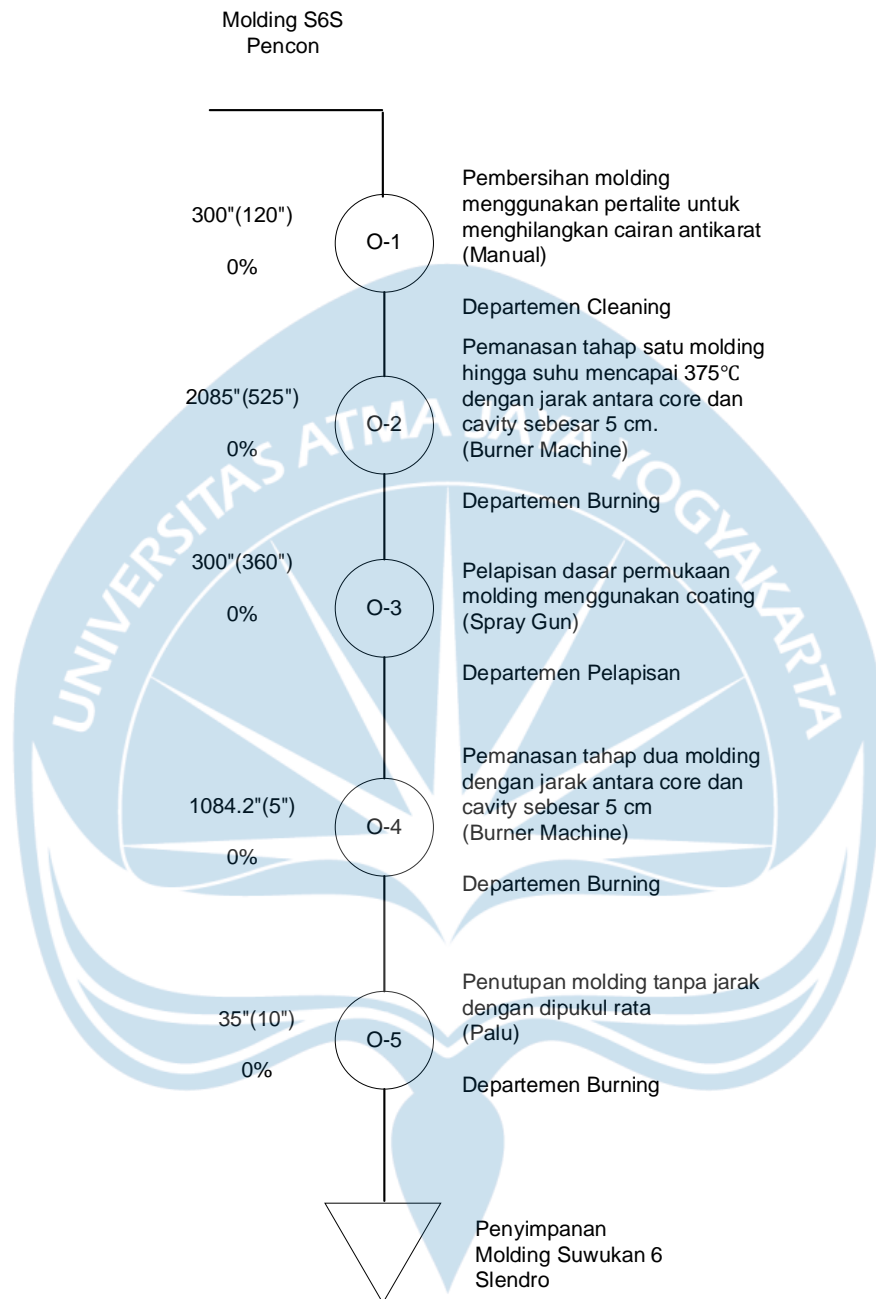 Molding S6S
Pencon
300"(120")
0%
O-1
Pembersihan molding
menggunakan pertalite untuk
menghilangkan cairan antikarat
(Manual)
Departemen Cleaning
2085"(525")
0%
O-2
Pemanasan tahap satu molding
hingga suhu mencapai 375℃
dengan jarak antara core dan
cavity sebesar 5 cm.
(Burner Machine)
Departemen Burning
300"(360")
0%
O-3
Pelapisan dasar permukaan
molding menggunakan coating
(Spray Gun)
Departemen Pelapisan
1084.2"(5")
0%
O-4
Pemanasan tahap dua molding
dengan jarak antara core dan
cavity sebesar 5 cm
(Burner Machine)
Departemen Burning
35"(10")
0%
O-5
Penutupan molding tanpa jarak
dengan dipukul rata
(Palu)
Departemen Burning
Penyimpanan
Molding Suwukan 6
Slendro
UNIVERSITAS ATMA JAYA YOGYAKARTA